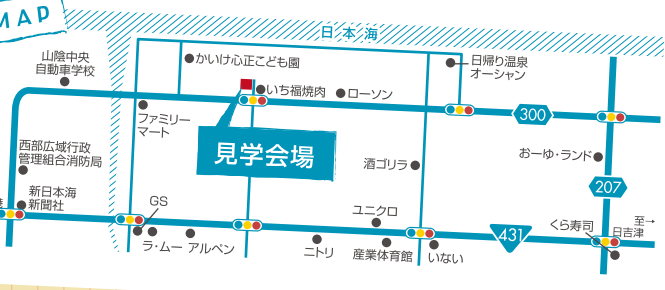 MAP
日本海
山陰中央
自動車学校
かいけ心正こども園
日帰り温泉
オーシャン
いち福焼肉
ローソン
ファミリー
マート
300
見学会場
西部広域行政
管理組合消防局
酒ゴリラ
おーゆ・ランド
207
新日本海
新聞社
GS
ユニクロ
くら寿司
至→
日吉津
431
ラ・ムー
アルペン
ニトリ
産業体育館
いない